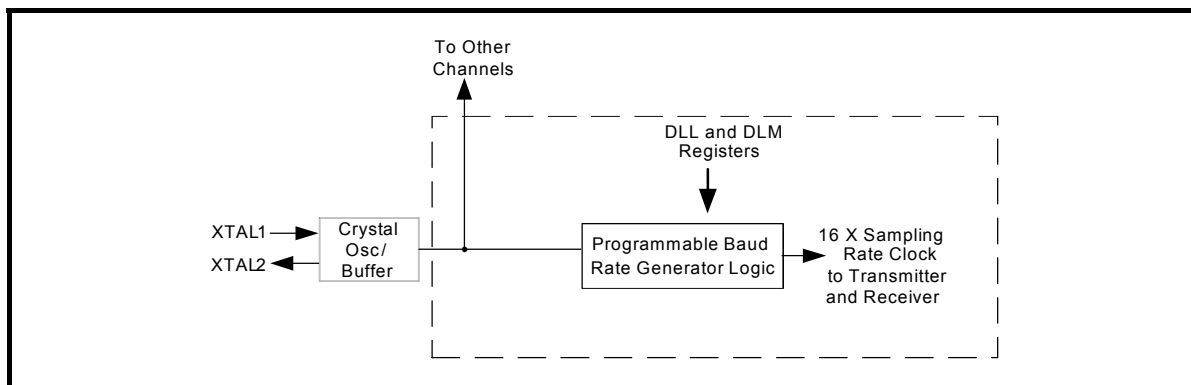 To Other
Channels
DLL and DLM
Registers
XTAL1
XTAL2
Crystal
Osc/
Buffer
Programmable Baud
Rate Generator Logic
16 X Sampling
Rate Clock
to Transmitter
and Receiver